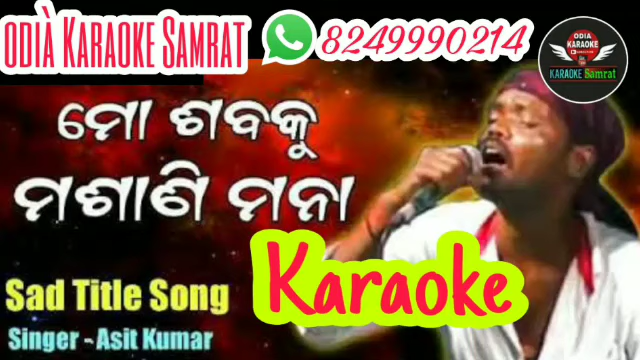 ODIÀ KARAOKE SAMRAT 8249990214
ODIA
KARAOKE
KARAOKE Samrat
ମୋ ଶବକୁ
ମଶାଣି ମନା
Karaoke
Sad Title Song
Singer - Asit Kumar